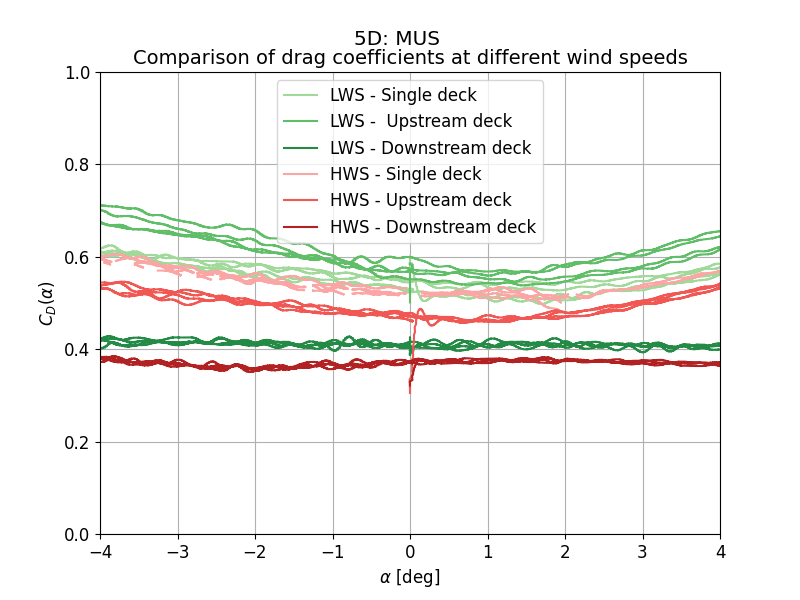 5D: MUS
Comparison of drag coefficients at different wind speeds
1.0
0.8
0.6
0.4
0.2
0.0
C_D(α)
LWS - Single deck
LWS -  Upstream deck
LWS - Downstream deck
HWS - Single deck
HWS - Upstream deck
HWS - Downstream deck
−4 −3 −2 −1 0 1 2 3 4
α [deg]